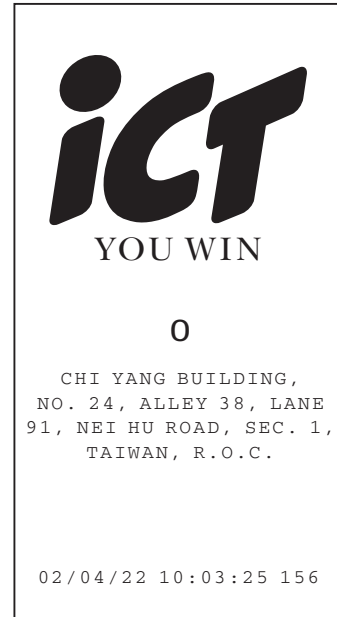 iCT
YOU WIN
0
CHI YANG BUILDING,
NO. 24, ALLEY 38, LANE
91, NEI HU ROAD, SEC. 1,
TAIWAN, R.O.C.
02/04/22 10:03:25 156